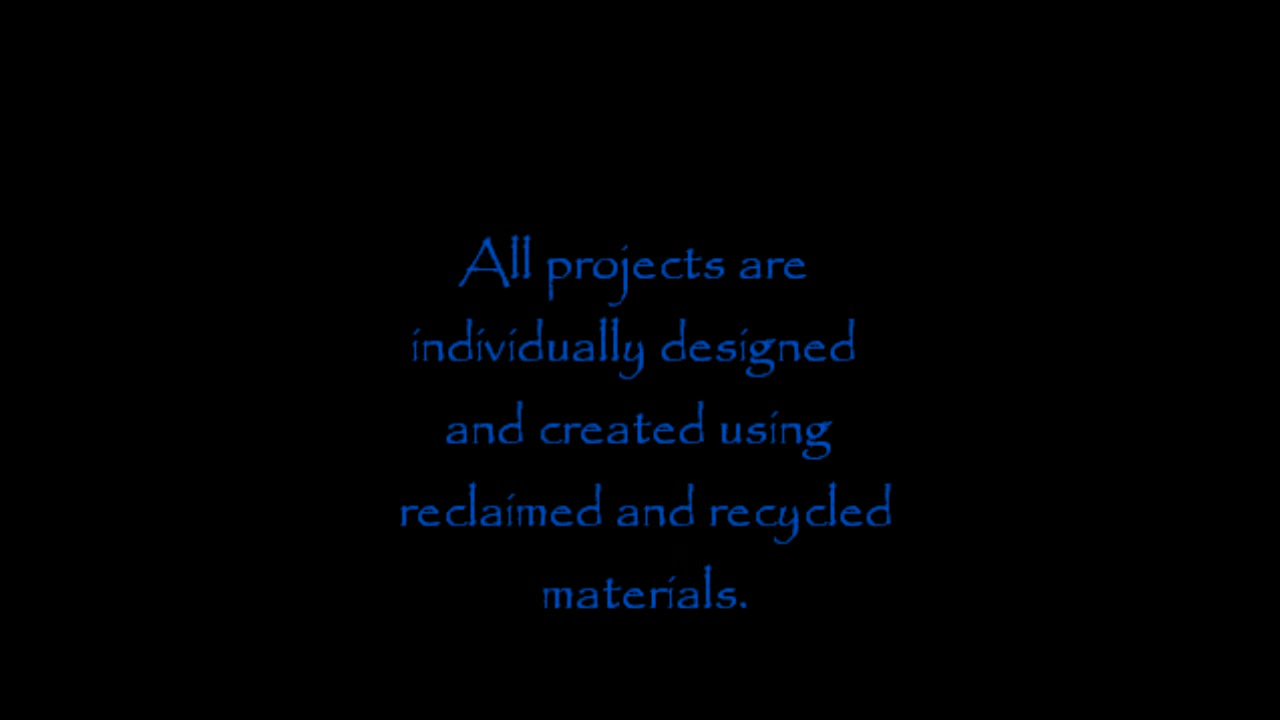 All projects are
individually designed
and created using
reclaimed and recycled
materials.